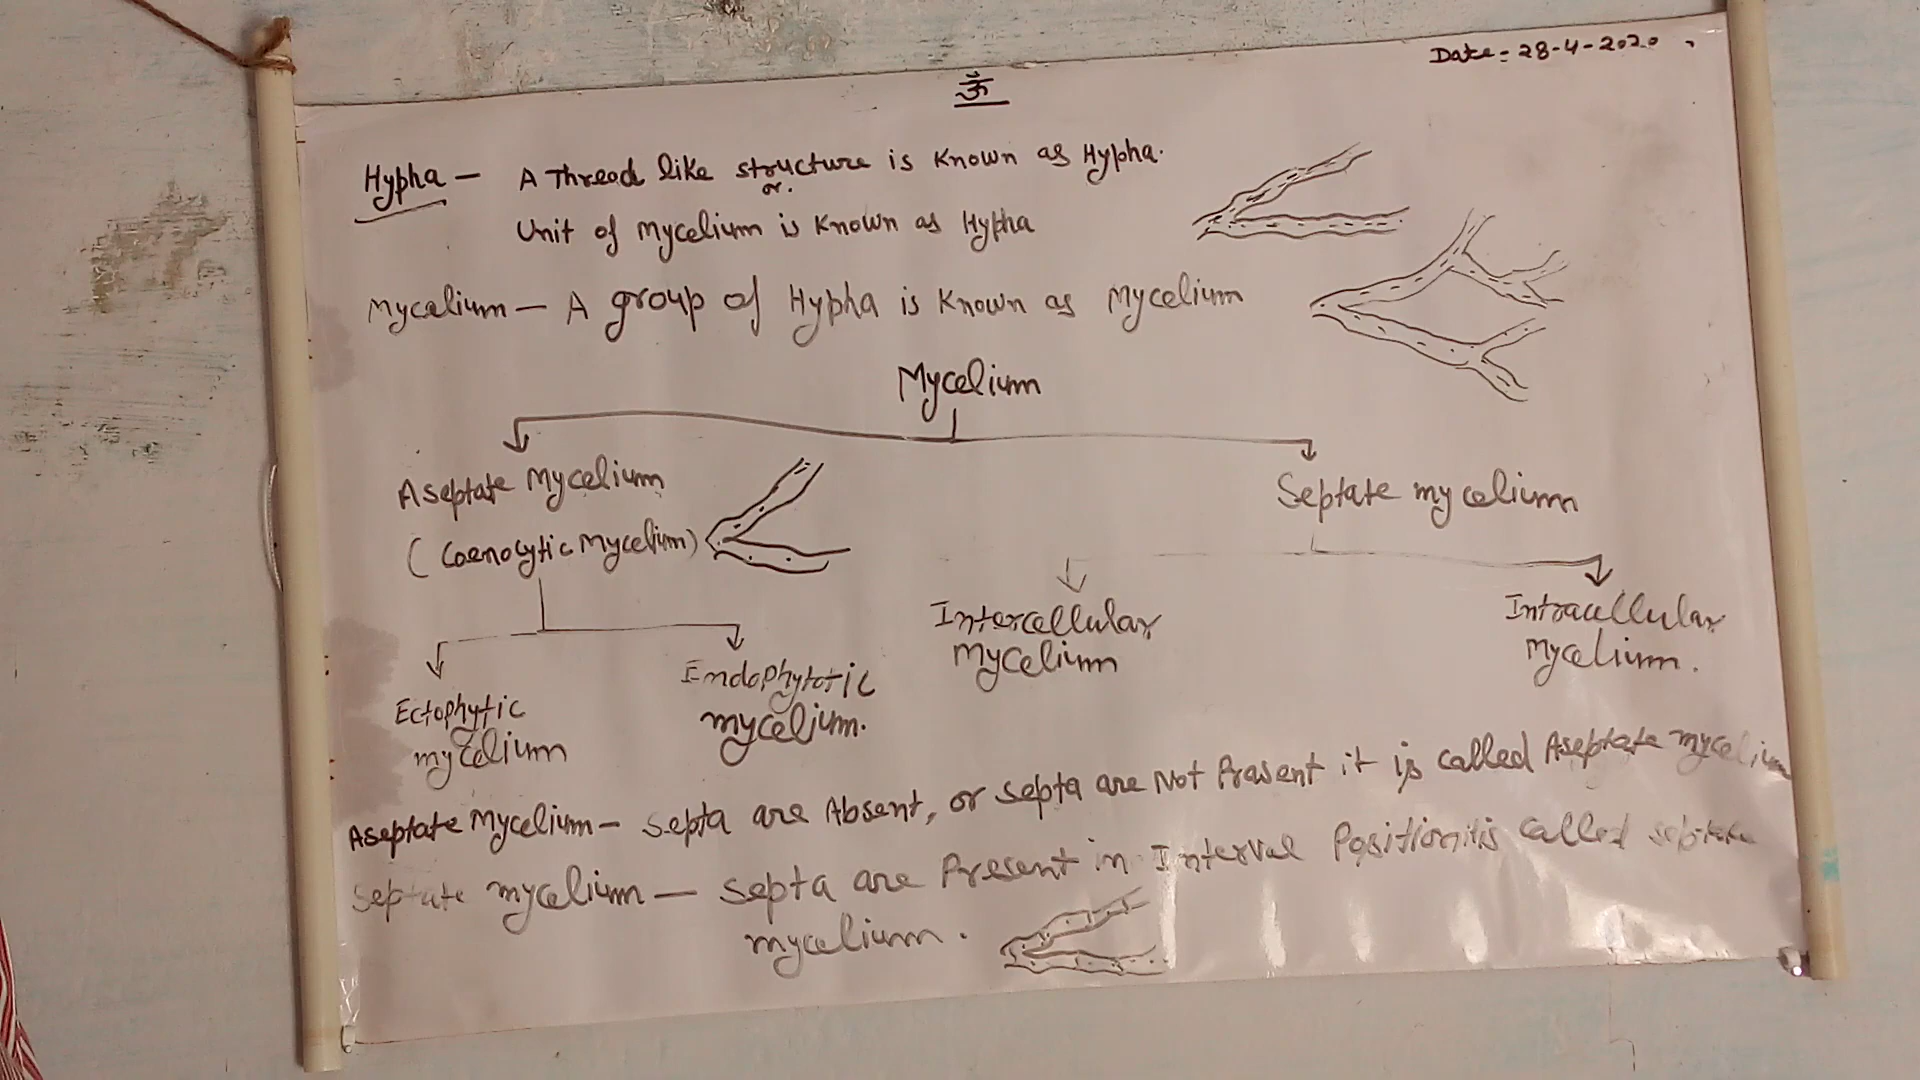 Date - 28-4-2020
ॐ
Hypha — A Thread like structure is Known as Hypha.
or.
Unit of Mycelium is Known as Hypha
Mycelium — A group of Hypha is Known as Mycelium
Mycelium
Aseptate Mycelium
Septate mycelium
(Coenocytic Mycelium)
Intercellular
Mycelium
Intracellular
Mycelium.
Ectophytic
mycelium
Endophytotic
mycelium.
Aseptate Mycelium - Septa are Absent, or Septa are Not Present it is called Aseptate mycelium
Septate mycelium — Septa are Present in Interval Position it is called septate
mycelium.